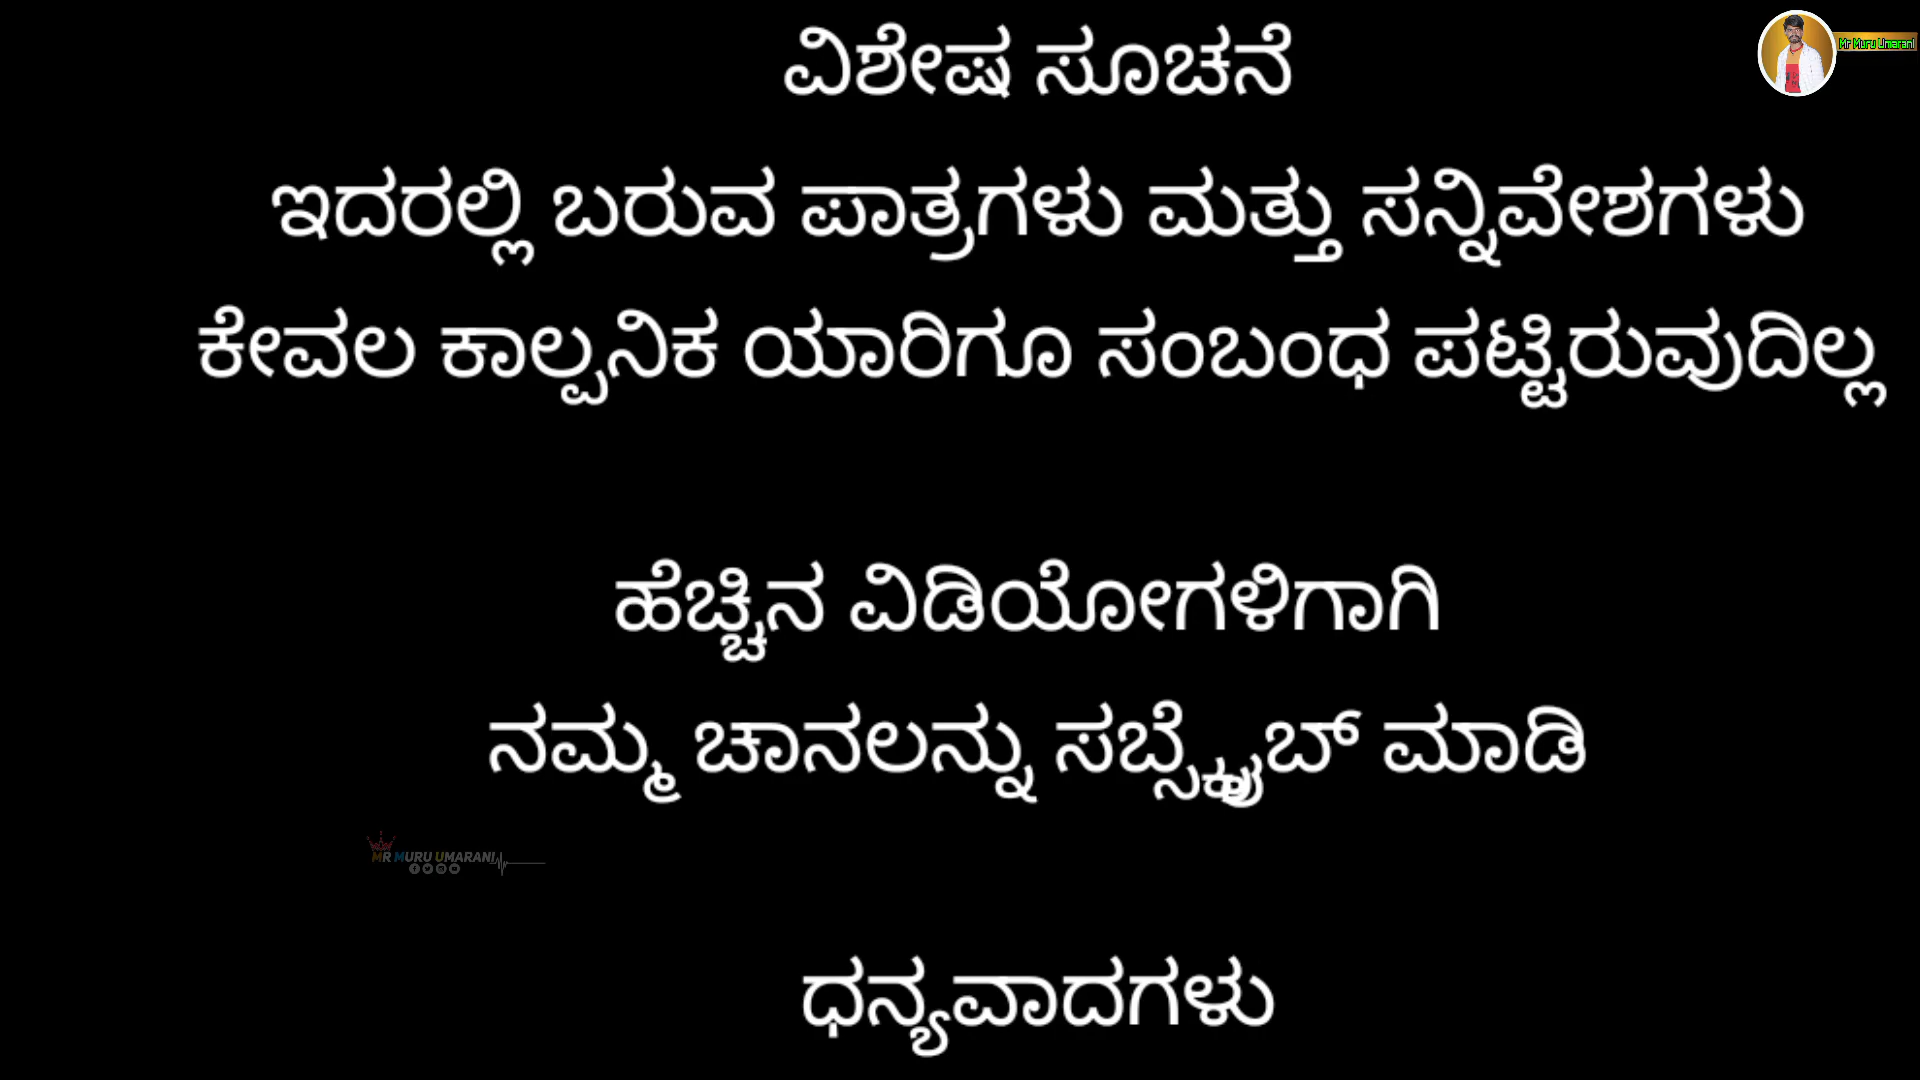 ವಿಶೇಷ ಸೂಚನೆ
Mr Muru Umarani
ಇದರಲ್ಲಿ ಬರುವ ಪಾತ್ರಗಳು ಮತ್ತು ಸನ್ನಿವೇಶಗಳು
ಕೇವಲ ಕಾಲ್ಪನಿಕ ಯಾರಿಗೂ ಸಂಬಂಧ ಪಟ್ಟಿರುವುದಿಲ್ಲ
ಹೆಚ್ಚಿನ ವಿಡಿಯೋಗಳಿಗಾಗಿ
ನಮ್ಮ ಚಾನಲನ್ನು ಸಬ್ಸ್ಕ್ರೈಬ್ ಮಾಡಿ
MR MURU UMARANI
ಧನ್ಯವಾದಗಳು